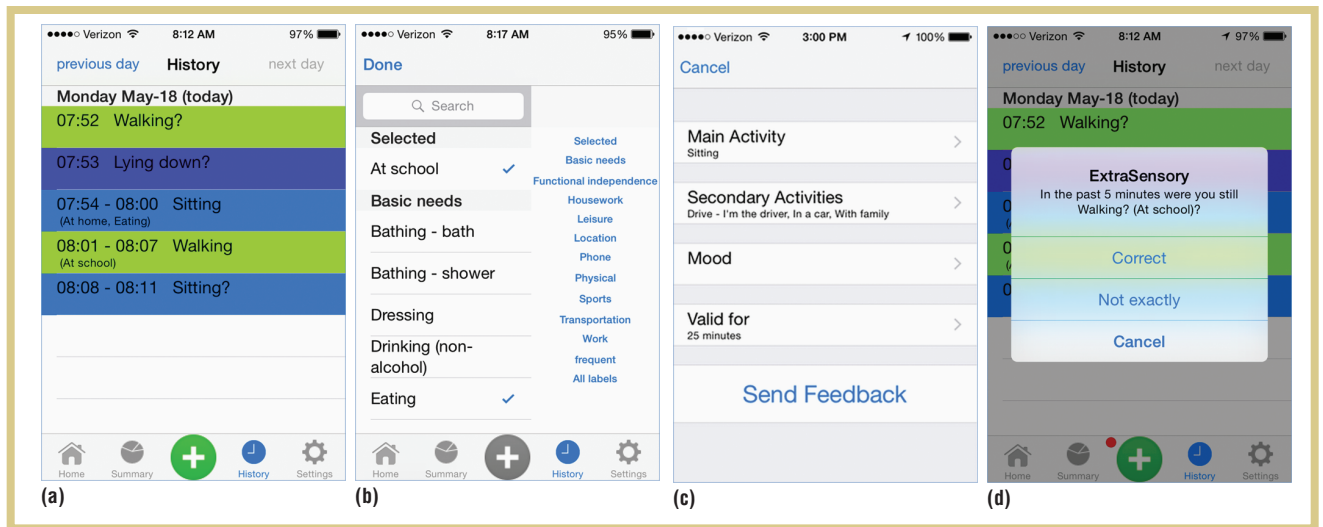 Verizon 8:12 AM 97%
previous day History next day
Monday May-18 (today)
07:52 Walking?
07:53 Lying down?
07:54 - 08:00 Sitting
(At home, Eating)
08:01 - 08:07 Walking
(At school)
08:08 - 08:11 Sitting?
Home Summary History Settings
(a)
Verizon 8:17 AM 95%
Done
Search
Selected
At school
Basic needs
Bathing - bath
Bathing - shower
Dressing
Drinking (non-
alcohol)
Eating
Selected
Basic needs
Functional independence
Housework
Leisure
Location
Phone
Physical
Sports
Transportation
Work
frequent
All labels
Home Summary History Settings
(b)
Verizon 3:00 PM 100%
Cancel
Main Activity
Sitting
Secondary Activities
Drive - I'm the driver, In a car, With family
Mood
Valid for
25 minutes
Send Feedback
(c)
Verizon 8:12 AM 97%
previous day History next day
Monday May-18 (today)
07:52 Walking?
ExtraSensory
In the past 5 minutes were you still
Walking? (At school)?
Correct
Not exactly
Cancel
Home Summary History Settings
(d)